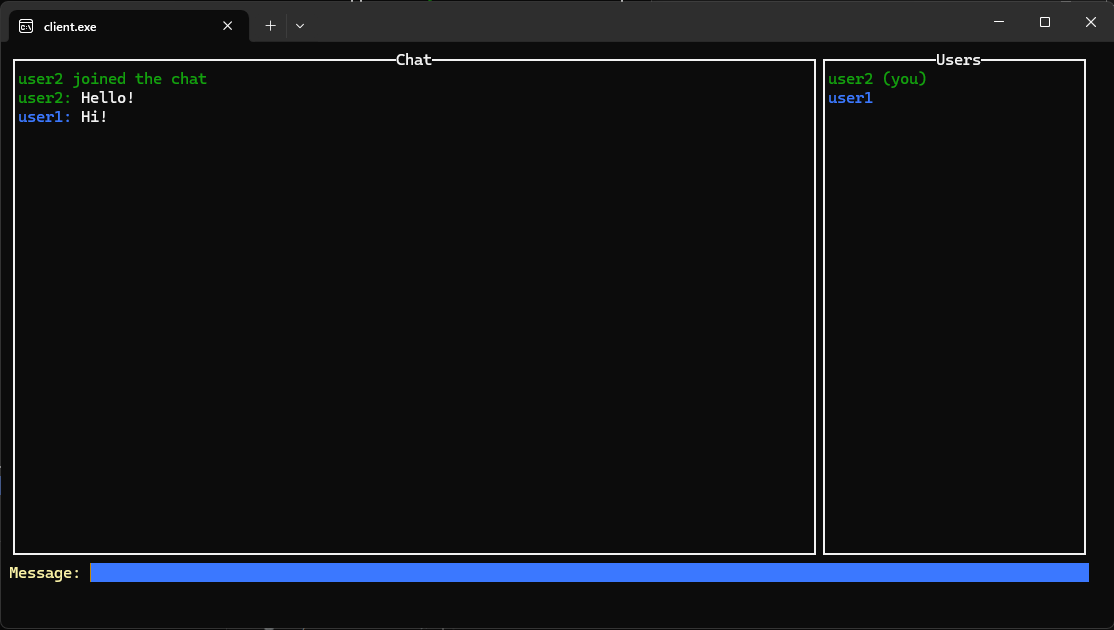 client.exe
Chat
user2 joined the chat
user2: Hello!
user1: Hi!
Users
user2 (you)
user1
Message: